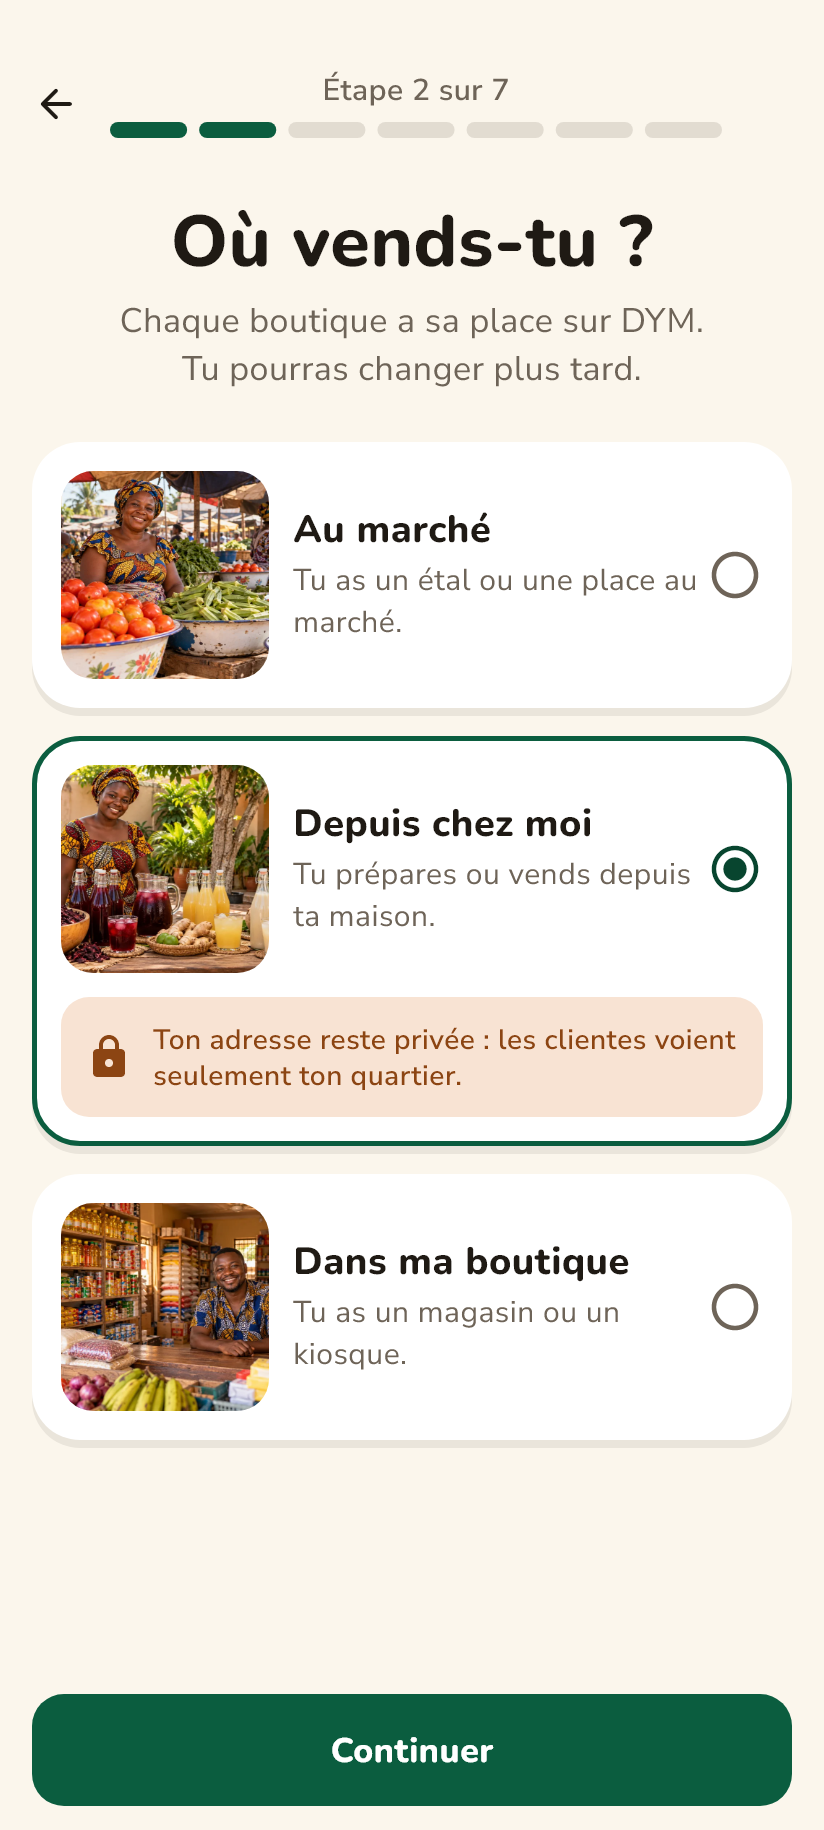 Étape 2 sur 7
Où vends-tu ?
Chaque boutique a sa place sur DYM.
Tu pourras changer plus tard.
Au marché
Tu as un étal ou une place au
marché.
Depuis chez moi
Tu prépares ou vends depuis
ta maison.
Ton adresse reste privée : les clientes voient
seulement ton quartier.
Dans ma boutique
Tu as un magasin ou un
kiosque.
Continuer